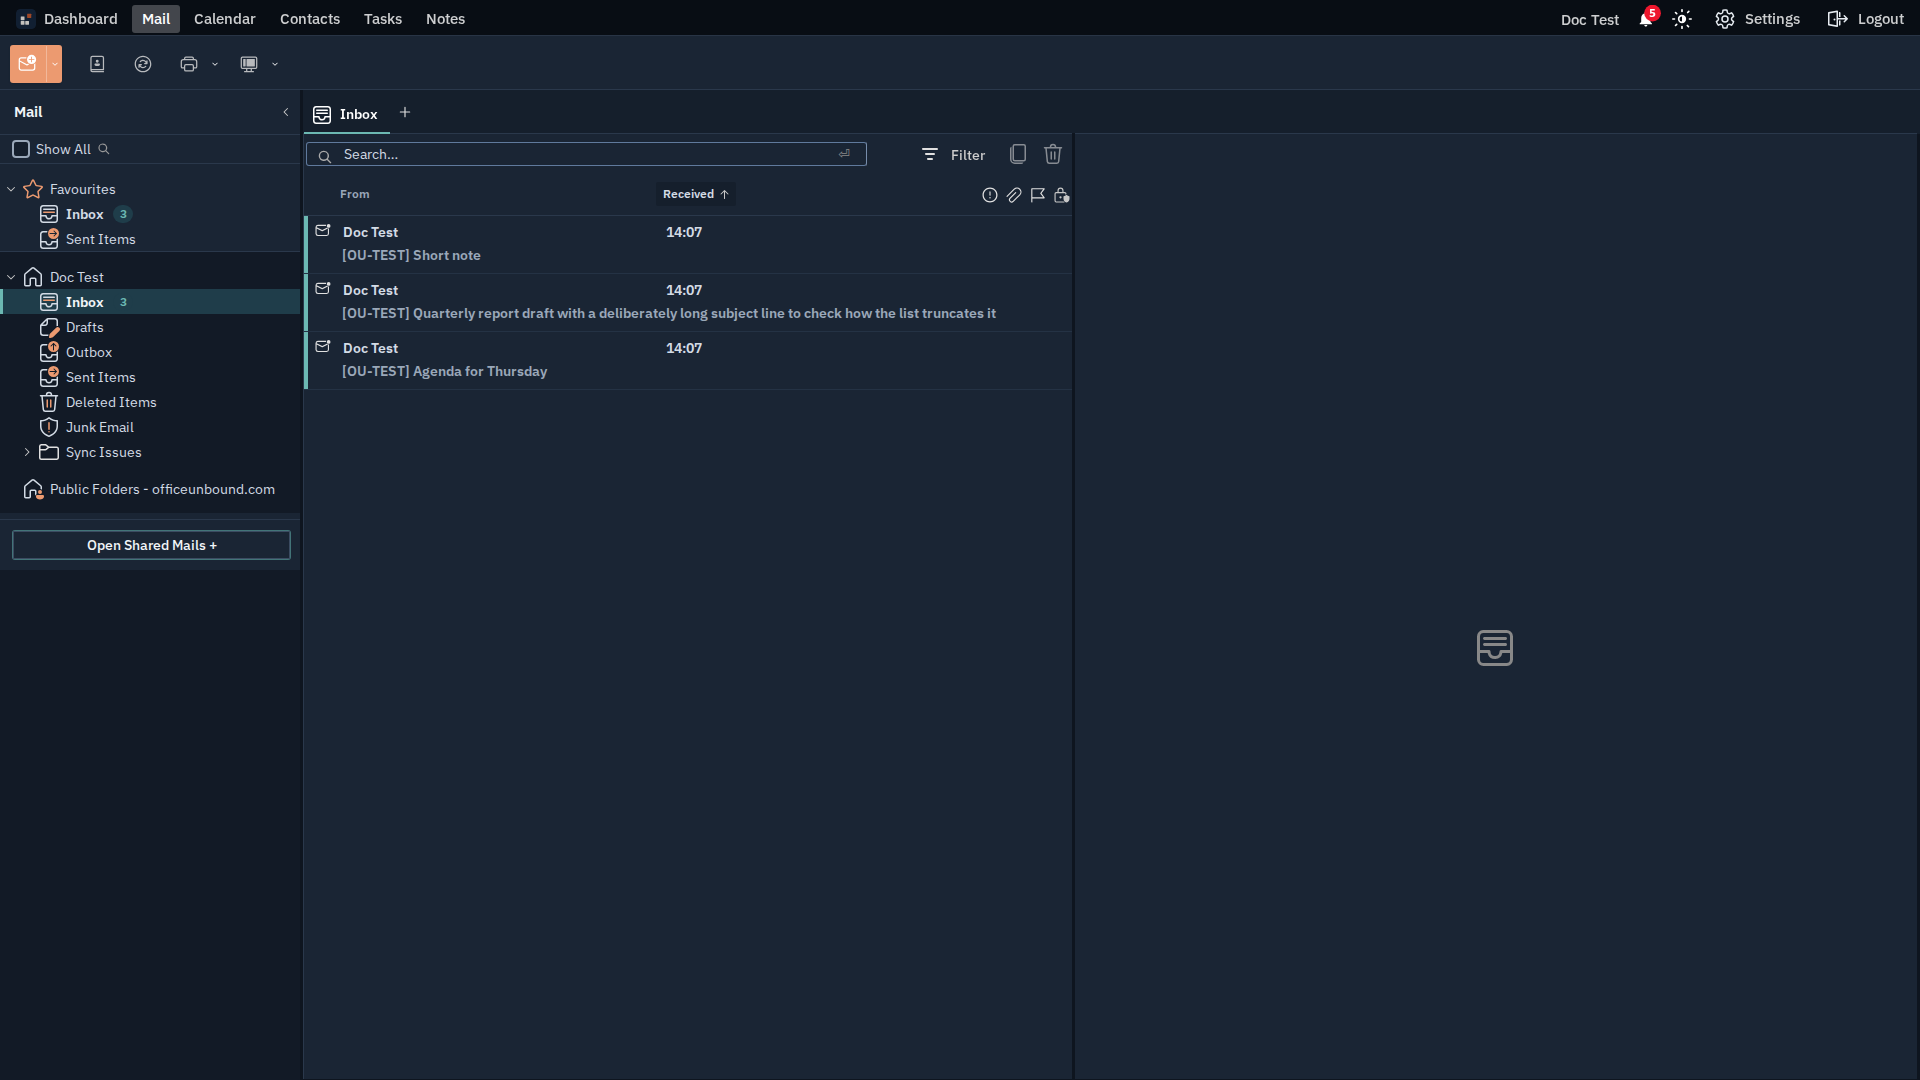 Dashboard Mail Calendar Contacts Tasks Notes Doc Test 5 Settings Logout
Mail
Show All
Favourites
Inbox 3
Sent Items
Doc Test
Inbox 3
Drafts
Outbox
Sent Items
Deleted Items
Junk Email
Sync Issues
Public Folders - officeunbound.com
Open Shared Mails +
Inbox +
Search...
Filter
From Received ↑
Doc Test 14:07
[OU-TEST] Short note
Doc Test 14:07
[OU-TEST] Quarterly report draft with a deliberately long subject line to check how the list truncates it
Doc Test 14:07
[OU-TEST] Agenda for Thursday